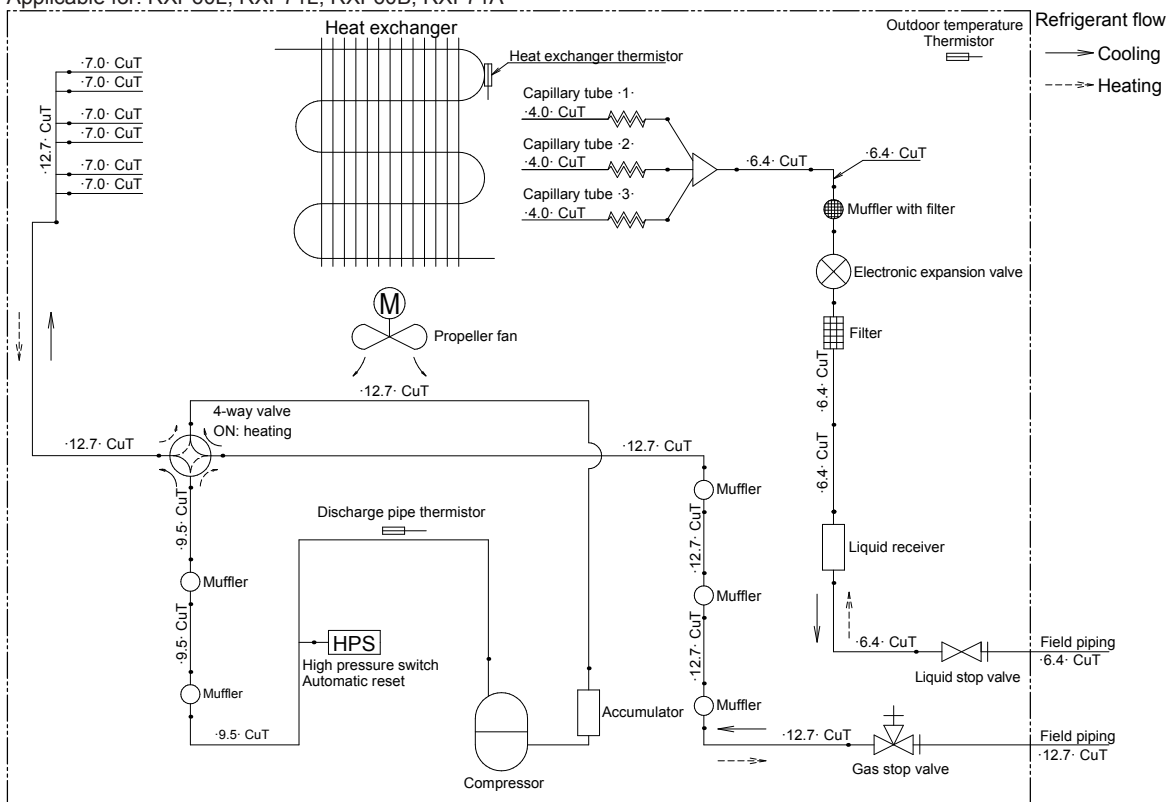 Heat exchanger
Heat exchanger thermistor
Outdoor temperature
Thermistor
Refrigerant flow
Cooling
Heating
·7.0· CuT
·7.0· CuT
·7.0· CuT
·7.0· CuT
·7.0· CuT
·7.0· CuT
·12.7· CuT
Capillary tube ·1·
·4.0· CuT
Capillary tube ·2·
·4.0· CuT
Capillary tube ·3·
·4.0· CuT
·6.4· CuT
·6.4· CuT
Muffler with filter
Electronic expansion valve
Filter
·6.4· CuT
·6.4· CuT
Liquid receiver
M
Propeller fan
·12.7· CuT
4-way valve
ON: heating
·12.7· CuT
·12.7· CuT
·9.5· CuT
Muffler
·9.5· CuT
Muffler
·9.5· CuT
Discharge pipe thermistor
HPS
High pressure switch
Automatic reset
Compressor
Accumulator
Muffler
·12.7· CuT
Muffler
·12.7· CuT
Muffler
·6.4· CuT
Liquid stop valve
Field piping
·6.4· CuT
·12.7· CuT
Gas stop valve
Field piping
·12.7· CuT